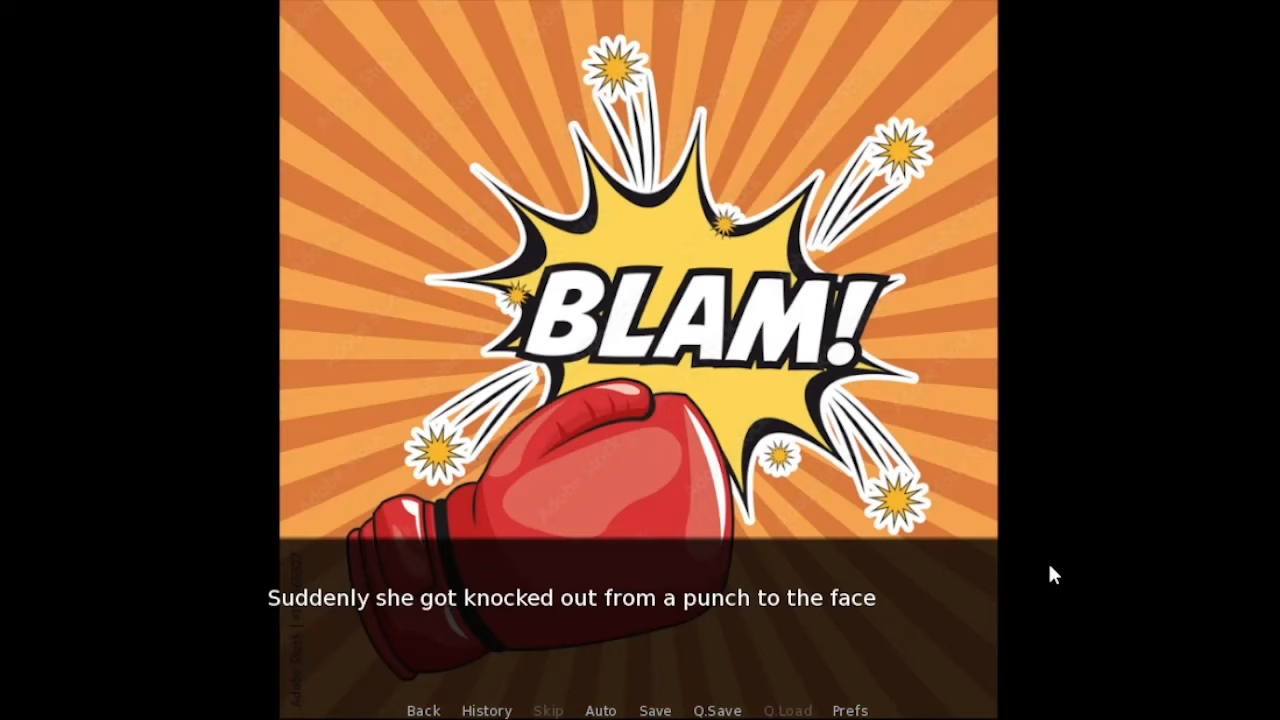 BLAM!
Suddenly she got knocked out from a punch to the face
Back History Skip Auto Save Q.Save Q.Load Prefs